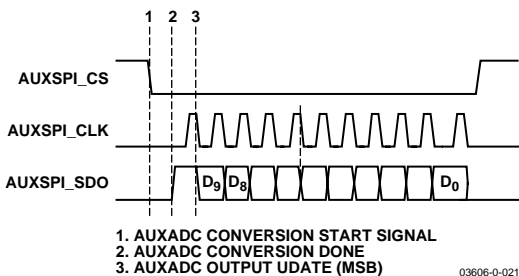 1 2 3
AUXSPI_CS
AUXSPI_CLK
AUXSPI_SDO
D9 D8 D0
1. AUXADC CONVERSION START SIGNAL
2. AUXADC CONVERSION DONE
3. AUXADC OUTPUT UDATE (MSB)
03606-0-021